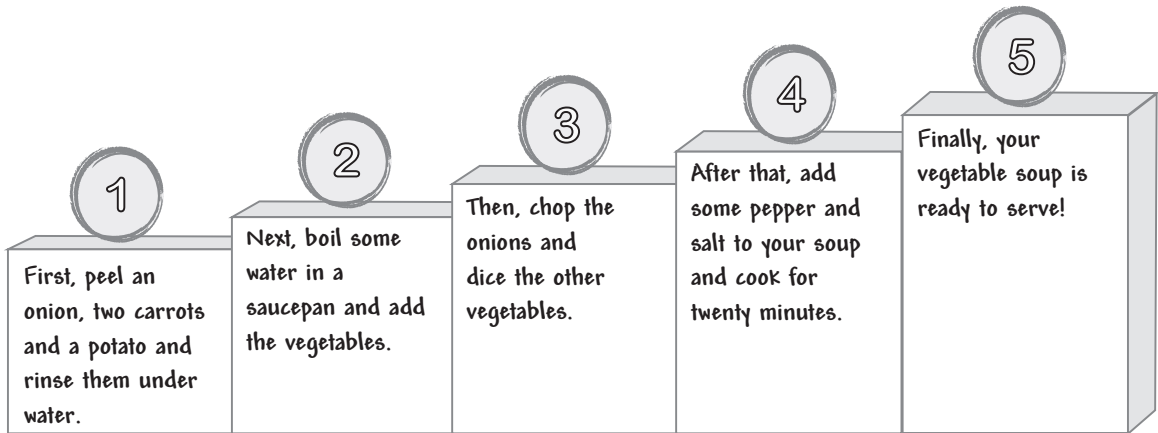 1
First, peel an
onion, two carrots
and a potato and
rinse them under
water.
2
Next, boil some
water in a
saucepan and add
the vegetables.
3
Then, chop the
onions and
dice the other
vegetables.
4
After that, add
some pepper and
salt to your soup
and cook for
twenty minutes.
5
Finally, your
vegetable soup is
ready to serve!